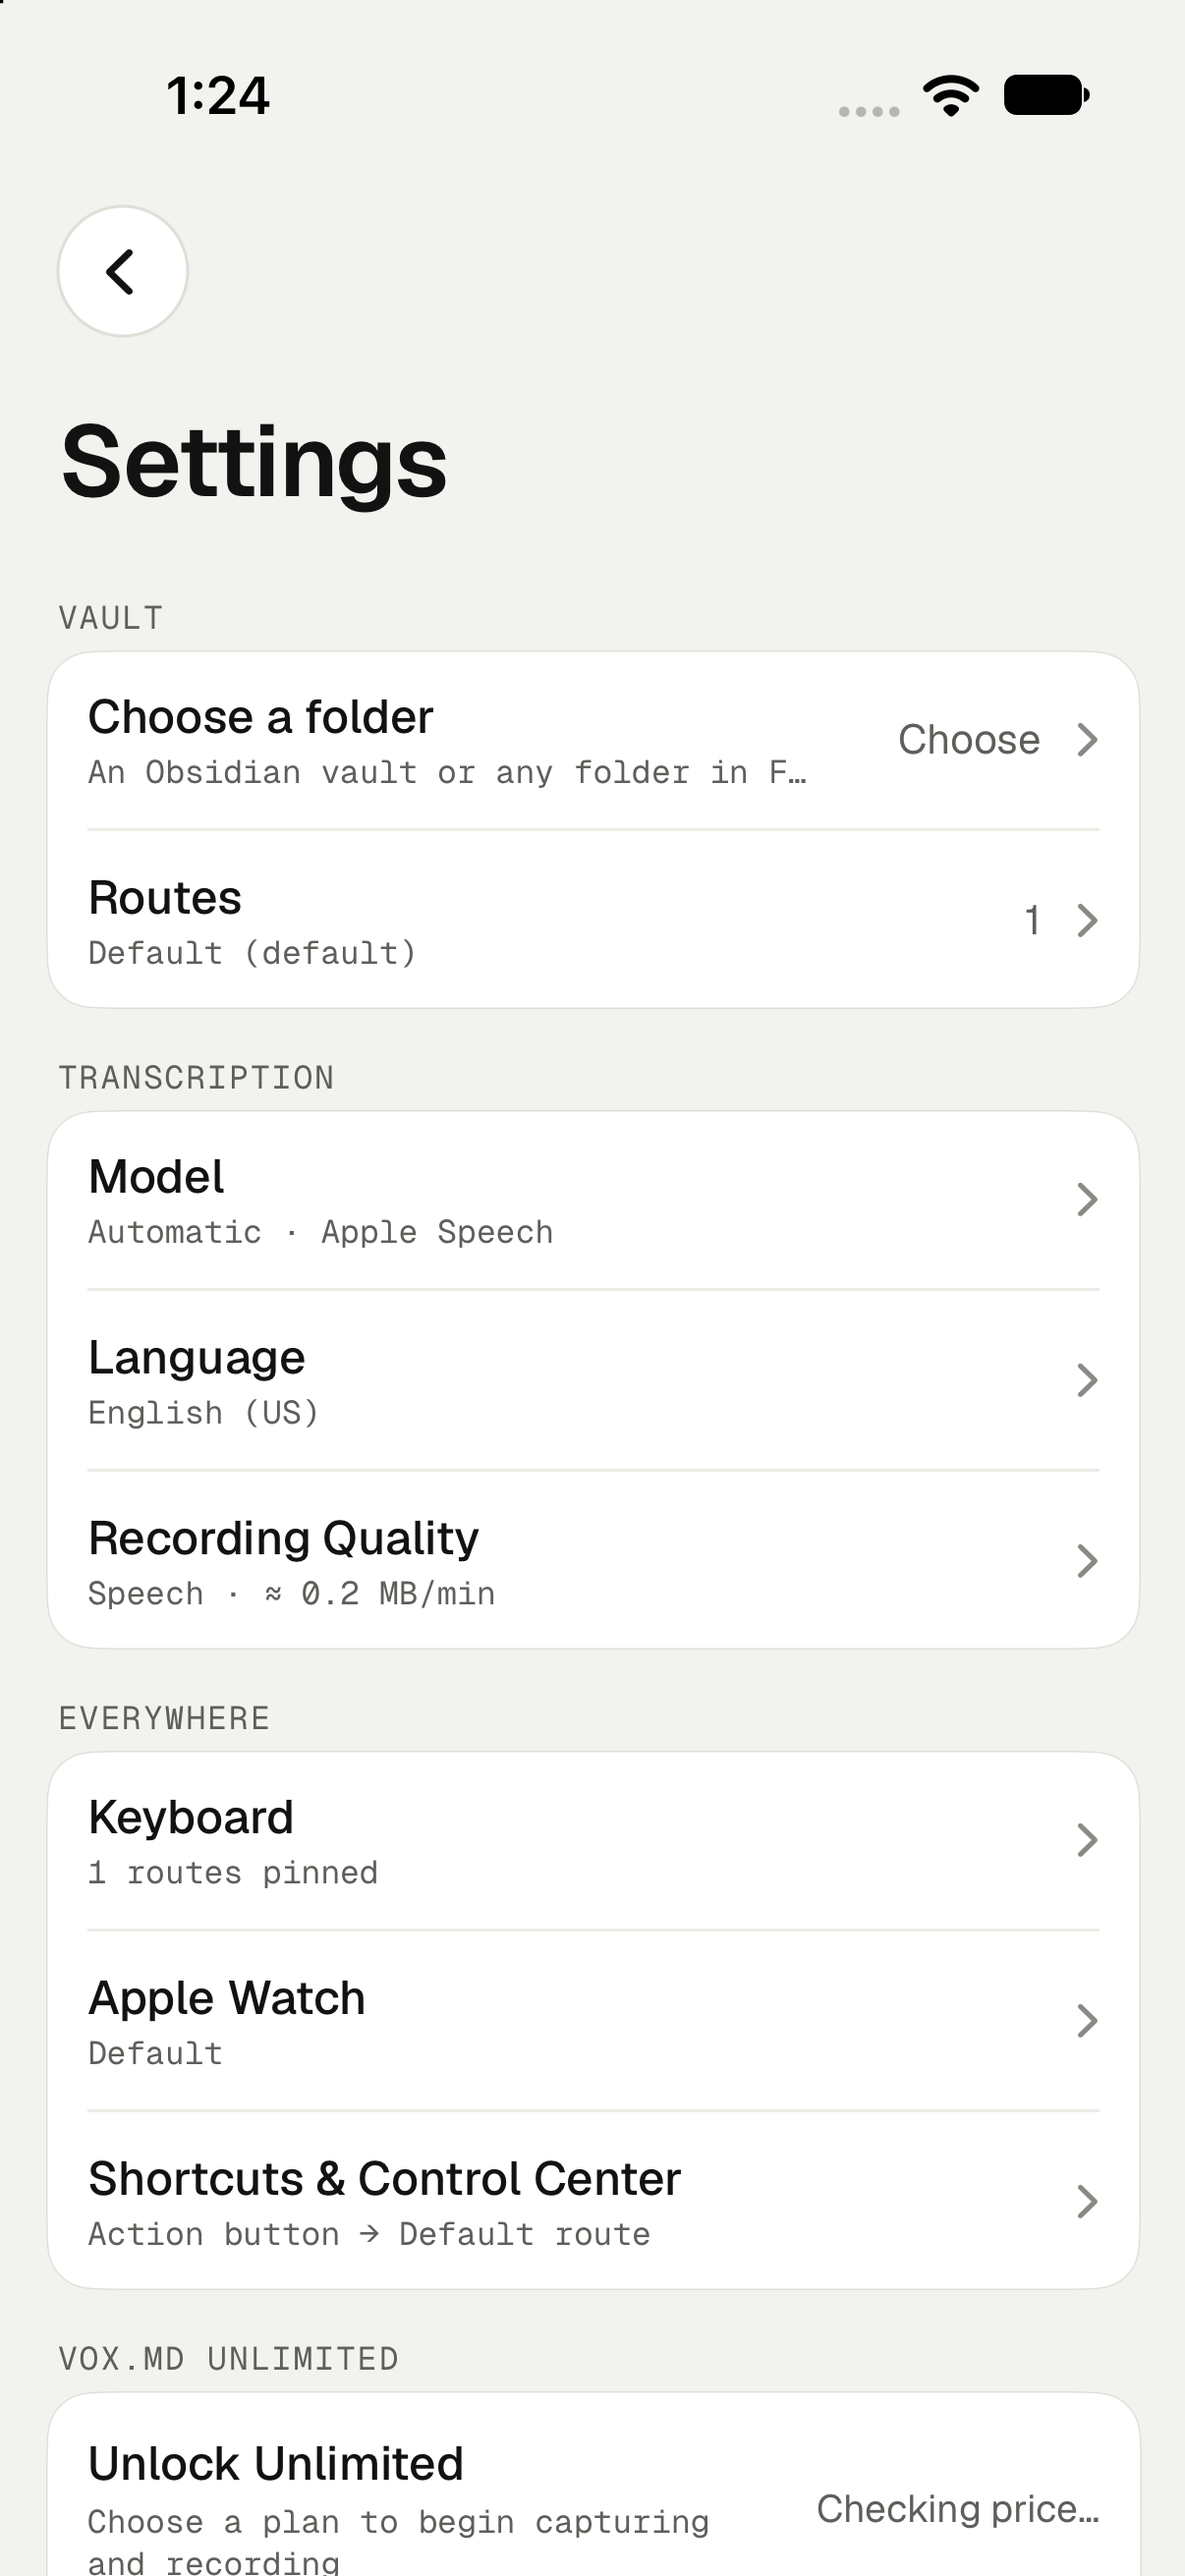 1:24
Settings
VAULT
Choose a folder
An Obsidian vault or any folder in F…
Choose
Routes
Default (default)
1
TRANSCRIPTION
Model
Automatic · Apple Speech
Language
English (US)
Recording Quality
Speech · ≈ 0.2 MB/min
EVERYWHERE
Keyboard
1 routes pinned
Apple Watch
Default
Shortcuts & Control Center
Action button → Default route
VOX.MD UNLIMITED
Unlock Unlimited
Choose a plan to begin capturing
and recording
Checking price…